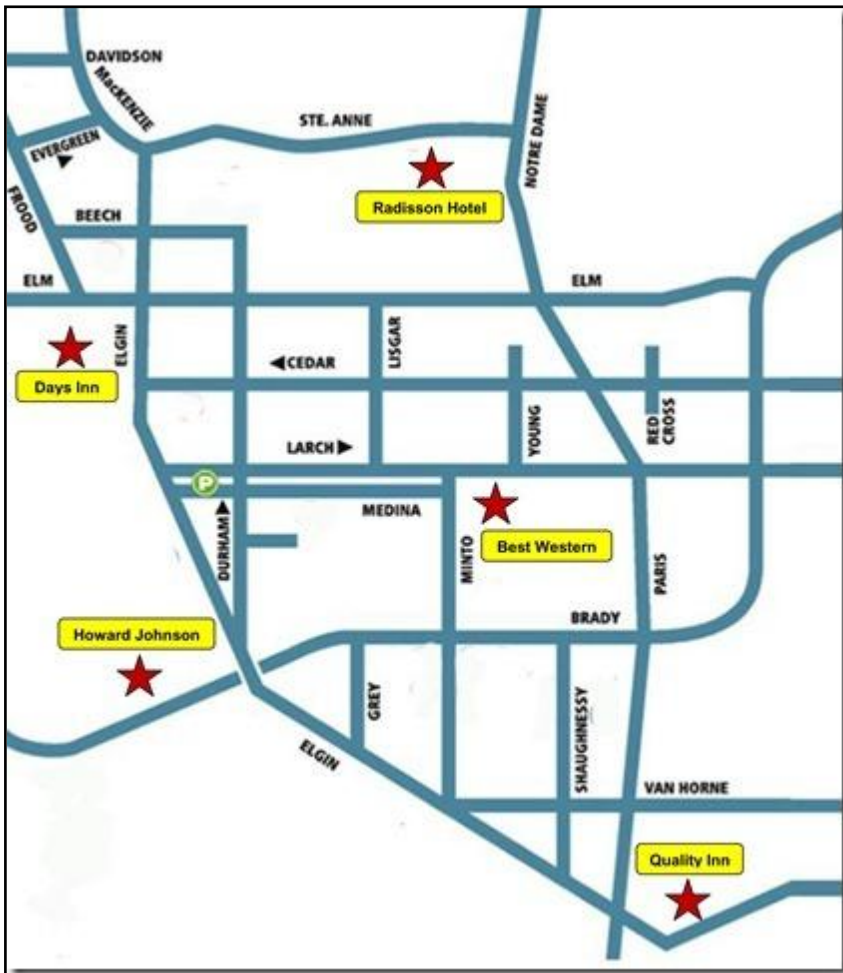 DAVIDSON
MacKENZIE
STE. ANNE
NOTRE DAME
EVERGREEN
Radisson Hotel
FROOD
BEECH
ELM
ELM
ELGIN
LISGAR
CEDAR
Days Inn
YOUNG
RED
CROSS
LARCH
P
MEDINA
DURHAM
MINTO
Best Western
PARIS
BRADY
Howard Johnson
GREY
SHAUGHNESSY
ELGIN
VAN HORNE
Quality Inn